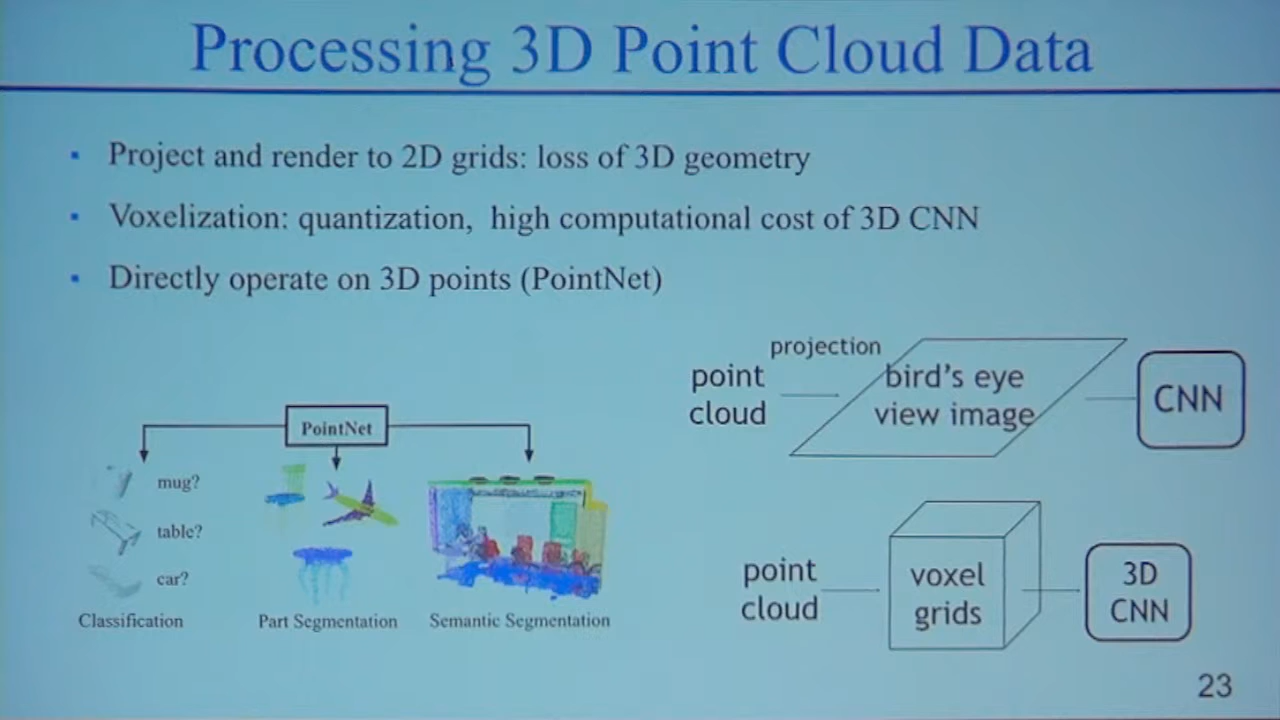 Processing 3D Point Cloud Data
Project and render to 2D grids: loss of 3D geometry
Voxelization: quantization, high computational cost of 3D CNN
Directly operate on 3D points (PointNet)
projection
point
cloud
bird's eye
view image
CNN
PointNet
mug?
table?
car?
Classification
Part Segmentation
Semantic Segmentation
point
cloud
voxel
grids
3D
CNN
23